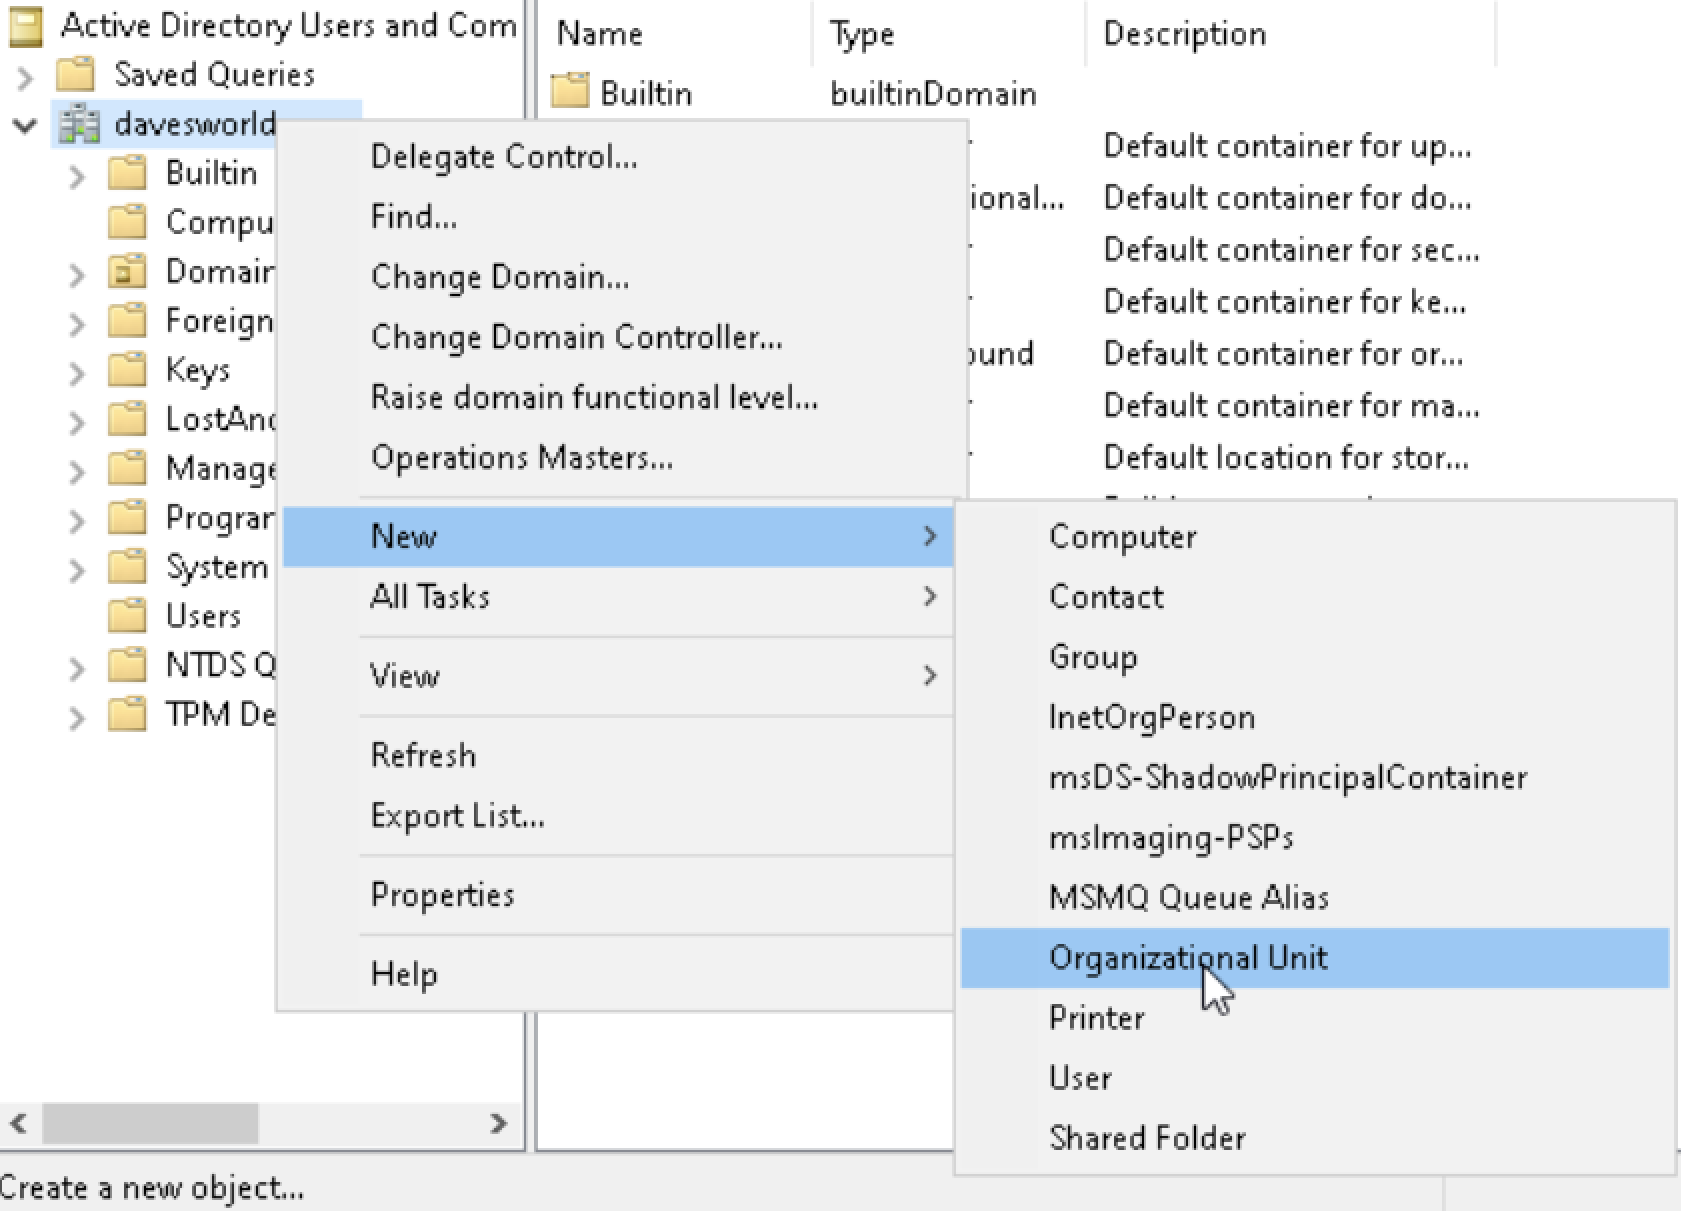 Active Directory Users and Com
Saved Queries
davesworld
Builtin
Compu
Domain
Foreign
Keys
LostAnd
Manage
Program
System
Users
NTDS Q
TPM De
Name Type Description
Builtin builtinDomain
Default container for up...
ional... Default container for do...
Default container for sec...
Default container for ke...
ound Default container for or...
Default container for ma...
Default location for stor...
Delegate Control...
Find...
Change Domain...
Change Domain Controller...
Raise domain functional level...
Operations Masters...
New
All Tasks
View
Refresh
Export List...
Properties
Help
Computer
Contact
Group
InetOrgPerson
msDS-ShadowPrincipalContainer
msImaging-PSPs
MSMQ Queue Alias
Organizational Unit
Printer
User
Shared Folder
Create a new object...